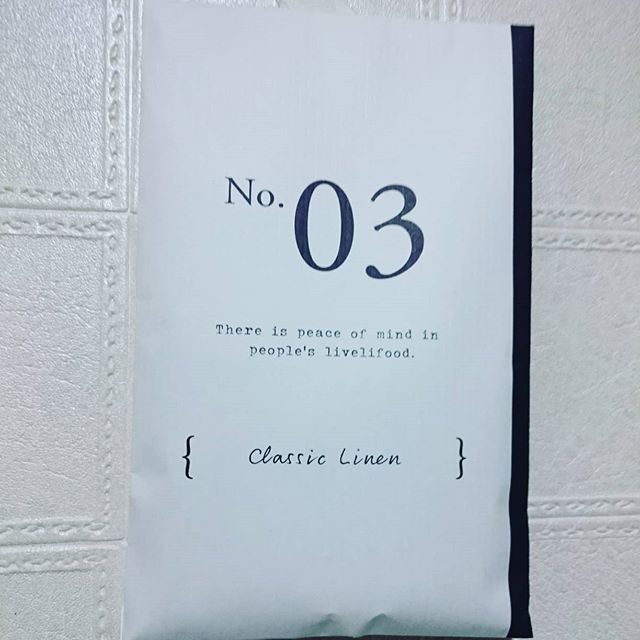 No. 03
There is peace of mind in
people's livelifood.
{ Classic Linen }